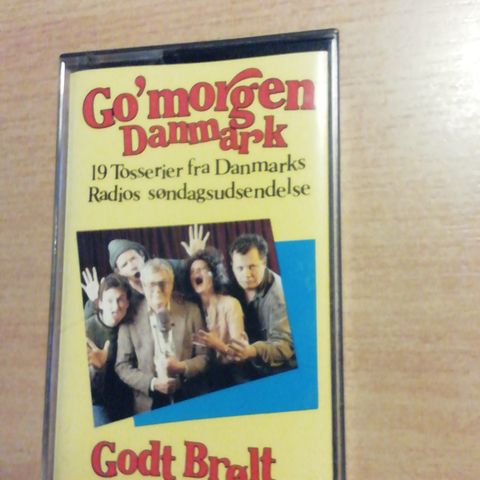 Go'morgen
Danmark
19 Tosserier fra Danmarks
Radios søndagsudsendelse
Godt Brølt